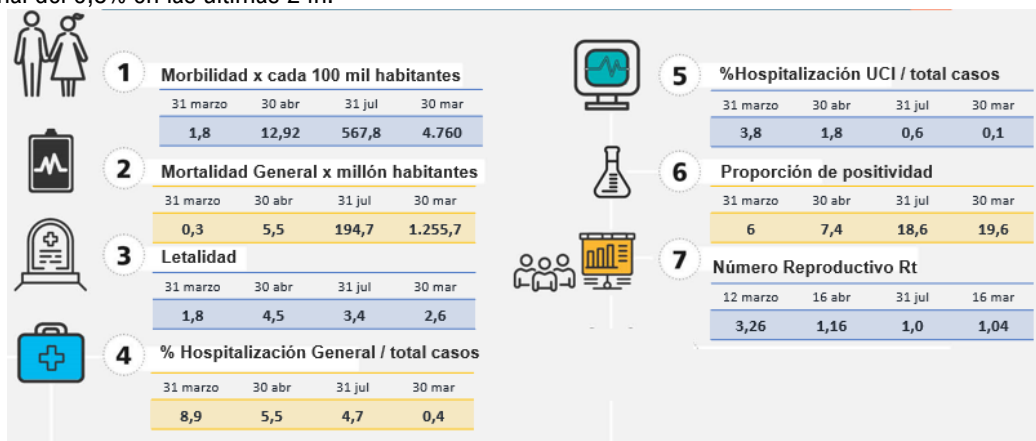 del en las últimas 2
1 Morbilidad x cada 100 mil habitantes
31 marzo 30 abr 31 jul 30 mar
1,8 12,92 567,8 4.760
2 Mortalidad General x millón habitantes
31 marzo 30 abr 31 jul 30 mar
0,3 5,5 194,7 1.255,7
3 Letalidad
31 marzo 30 abr 31 jul 30 mar
1,8 4,5 3,4 2,6
4 % Hospitalización General / total casos
31 marzo 30 abr 31 jul 30 mar
8,9 5,5 4,7 0,4
5 %Hospitalización UCI / total casos
31 marzo 30 abr 31 jul 30 mar
3,8 1,8 0,6 0,1
6 Proporción de positividad
31 marzo 30 abr 31 jul 30 mar
6 7,4 18,6 19,6
7 Número Reproductivo Rt
12 marzo 16 abr 31 jul 16 mar
3,26 1,16 1,0 1,04